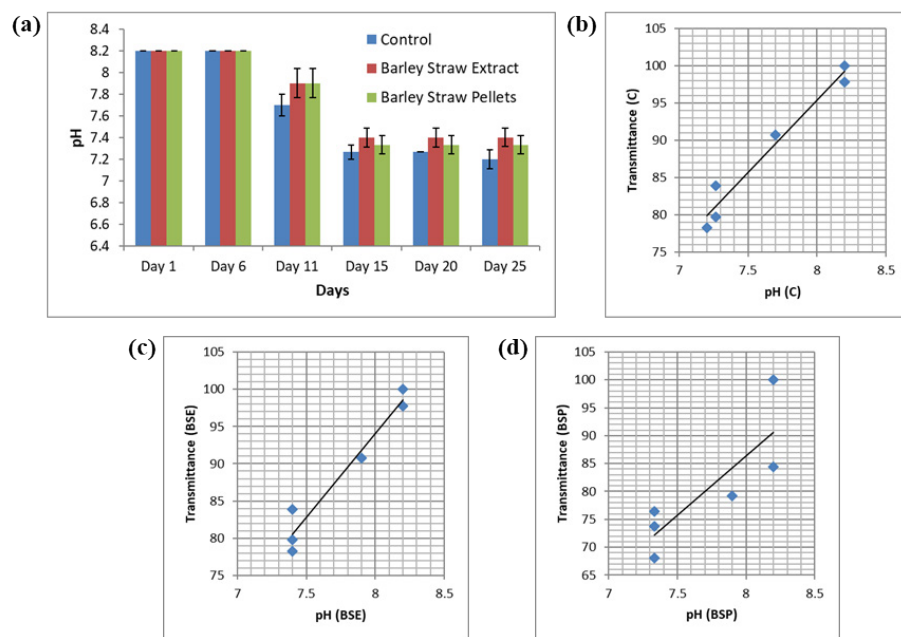 (a)
8.2
8
7.8
7.6
7.4
7.2
7
6.8
6.6
6.4
pH
Control
Barley Straw Extract
Barley Straw Pellets
Day 1 Day 6 Day 11 Day 15 Day 20 Day 25
Days
(b)
105
100
95
90
85
80
75
Transmittance (C)
7 7.5 8 8.5
pH (C)
(c)
105
100
95
90
85
80
75
Transmittance (BSE)
7 7.5 8 8.5
pH (BSE)
(d)
105
100
95
90
85
80
75
70
65
Transmittance (BSP)
7 7.5 8 8.5
pH (BSP)